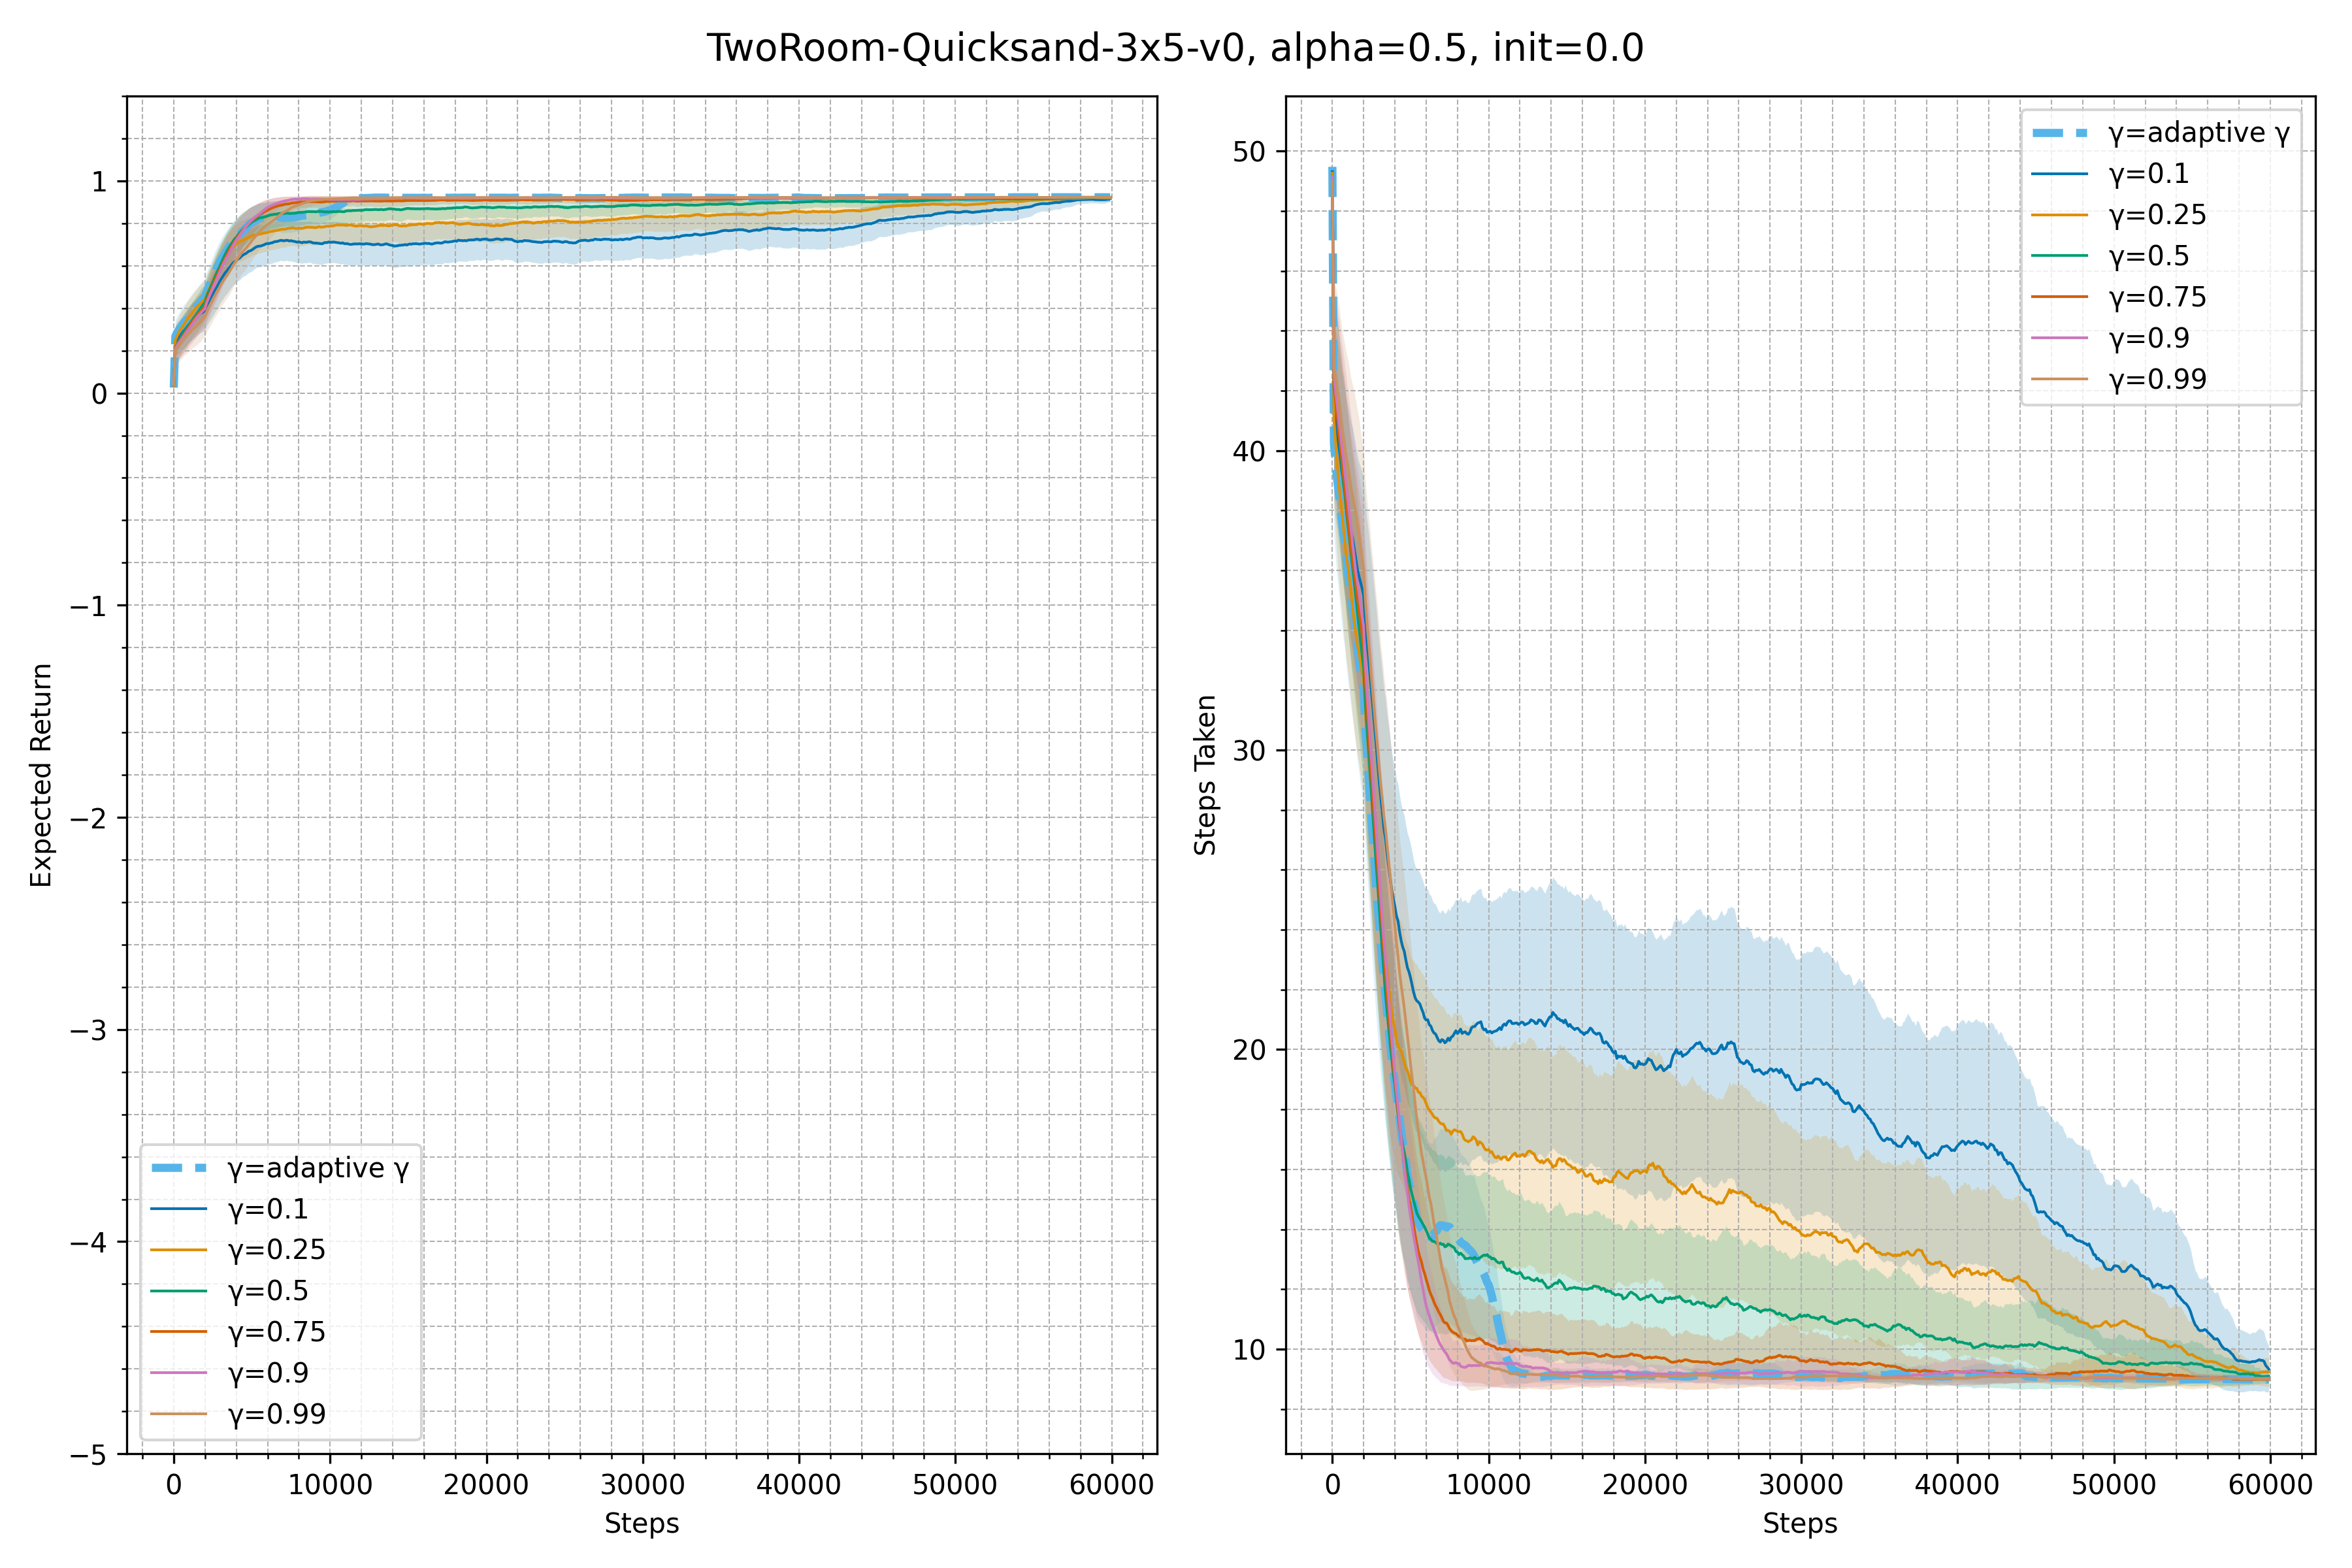 TwoRoom-Quicksand-3x5-v0, alpha=0.5, init=0.0
Expected Return
1
0
−1
−2
−3
−4
−5
γ=adaptive γ
γ=0.1
γ=0.25
γ=0.5
γ=0.75
γ=0.9
γ=0.99
0 10000 20000 30000 40000 50000 60000
Steps
Steps Taken
50
40
30
20
10
γ=adaptive γ
γ=0.1
γ=0.25
γ=0.5
γ=0.75
γ=0.9
γ=0.99
0 10000 20000 30000 40000 50000 60000
Steps